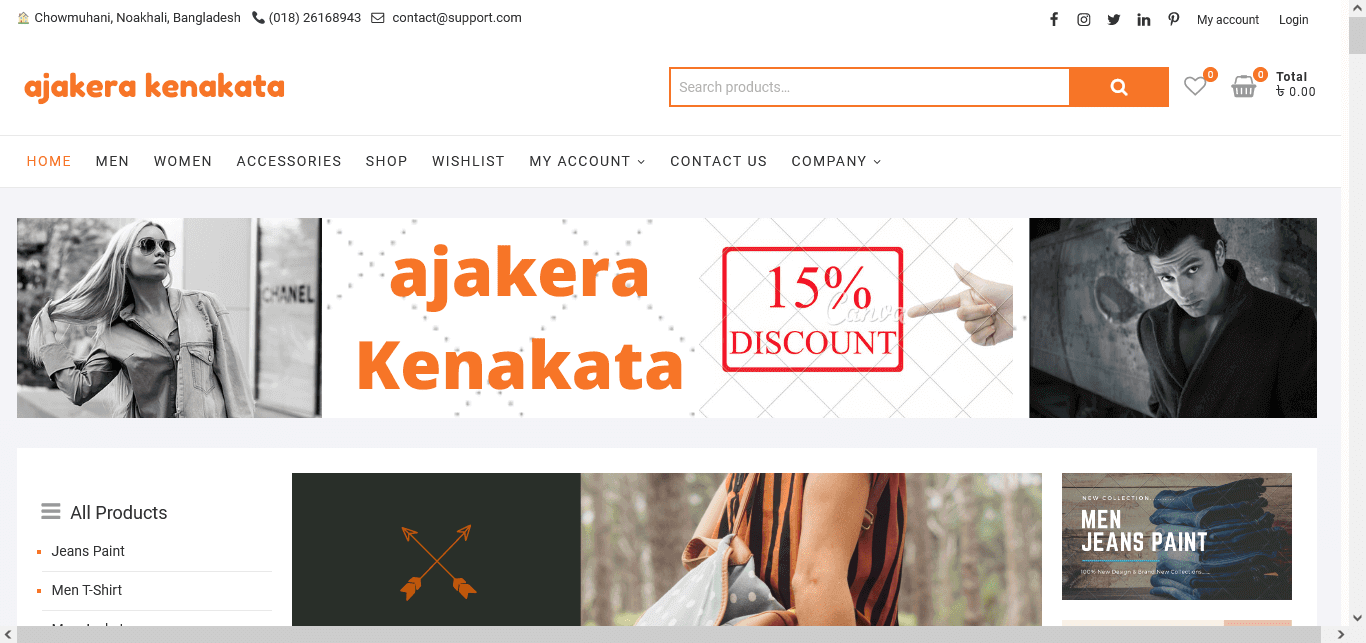 Chowmuhani, Noakhali, Bangladesh (018) 26168943 contact@support.com
My account Login
ajakera kenakata
Search products…
0
0
Total
৳ 0.00
HOME MEN WOMEN ACCESSORIES SHOP WISHLIST MY ACCOUNT CONTACT US COMPANY
CHANEL
ajakera
Kenakata
15%
DISCOUNT
Canva
All Products
Jeans Paint
Men T-Shirt
NEW COLLECTION..........
MEN
JEANS PAINT
100% New Design & Brand New Collections.....